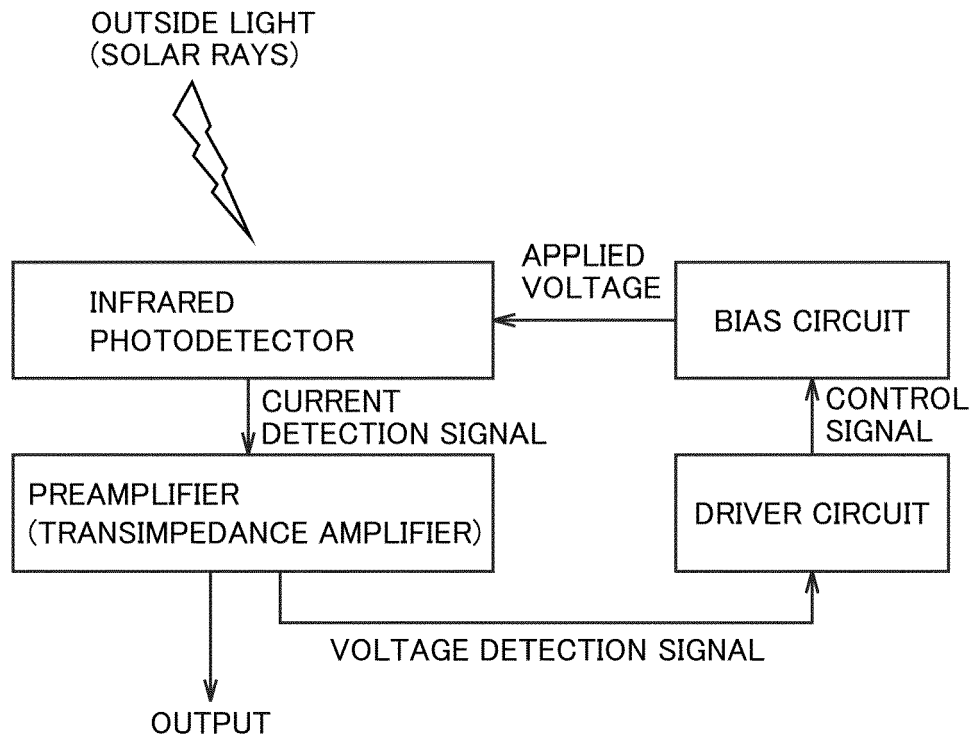 OUTSIDE LIGHT
(SOLAR RAYS)
APPLIED
VOLTAGE
INFRARED
PHOTODETECTOR
BIAS CIRCUIT
CURRENT
DETECTION SIGNAL
CONTROL
SIGNAL
PREAMPLIFIER
(TRANSIMPEDANCE AMPLIFIER)
DRIVER CIRCUIT
VOLTAGE DETECTION SIGNAL
OUTPUT